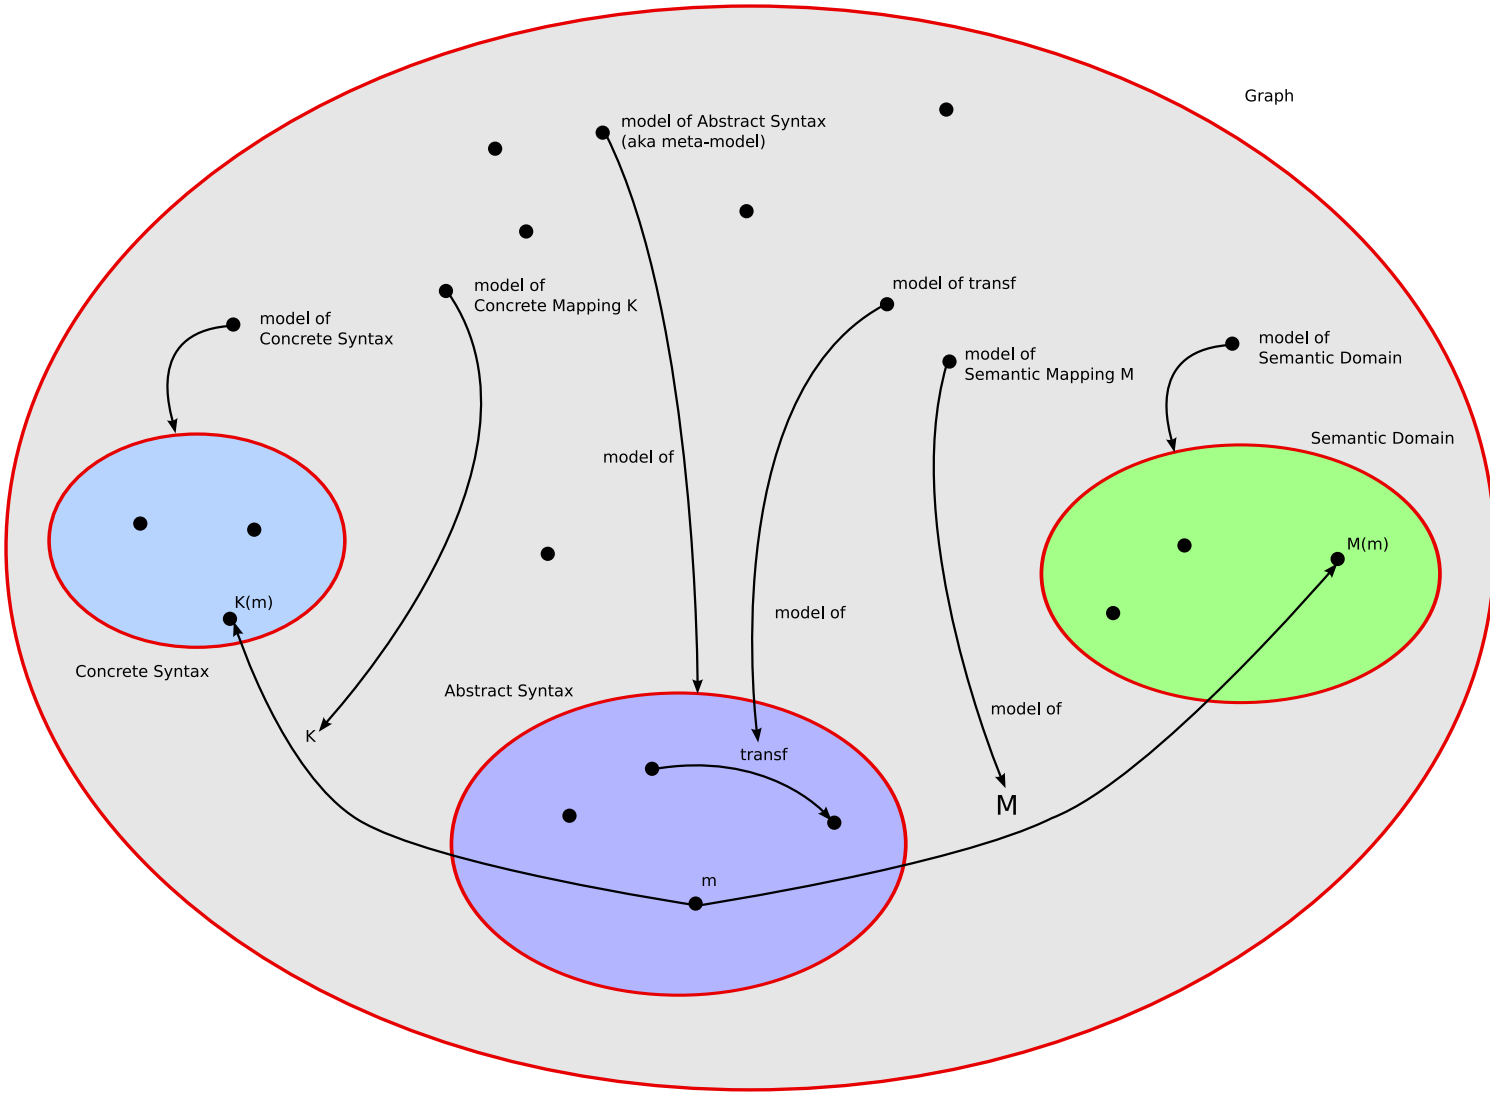 Graph
model of Abstract Syntax
(aka meta-model)
model of
Concrete Mapping K
model of transf
model of
Concrete Syntax
model of
Semantic Mapping M
model of
Semantic Domain
Semantic Domain
model of
M(m)
K(m)
model of
Concrete Syntax
Abstract Syntax
model of
K
transf
M
m